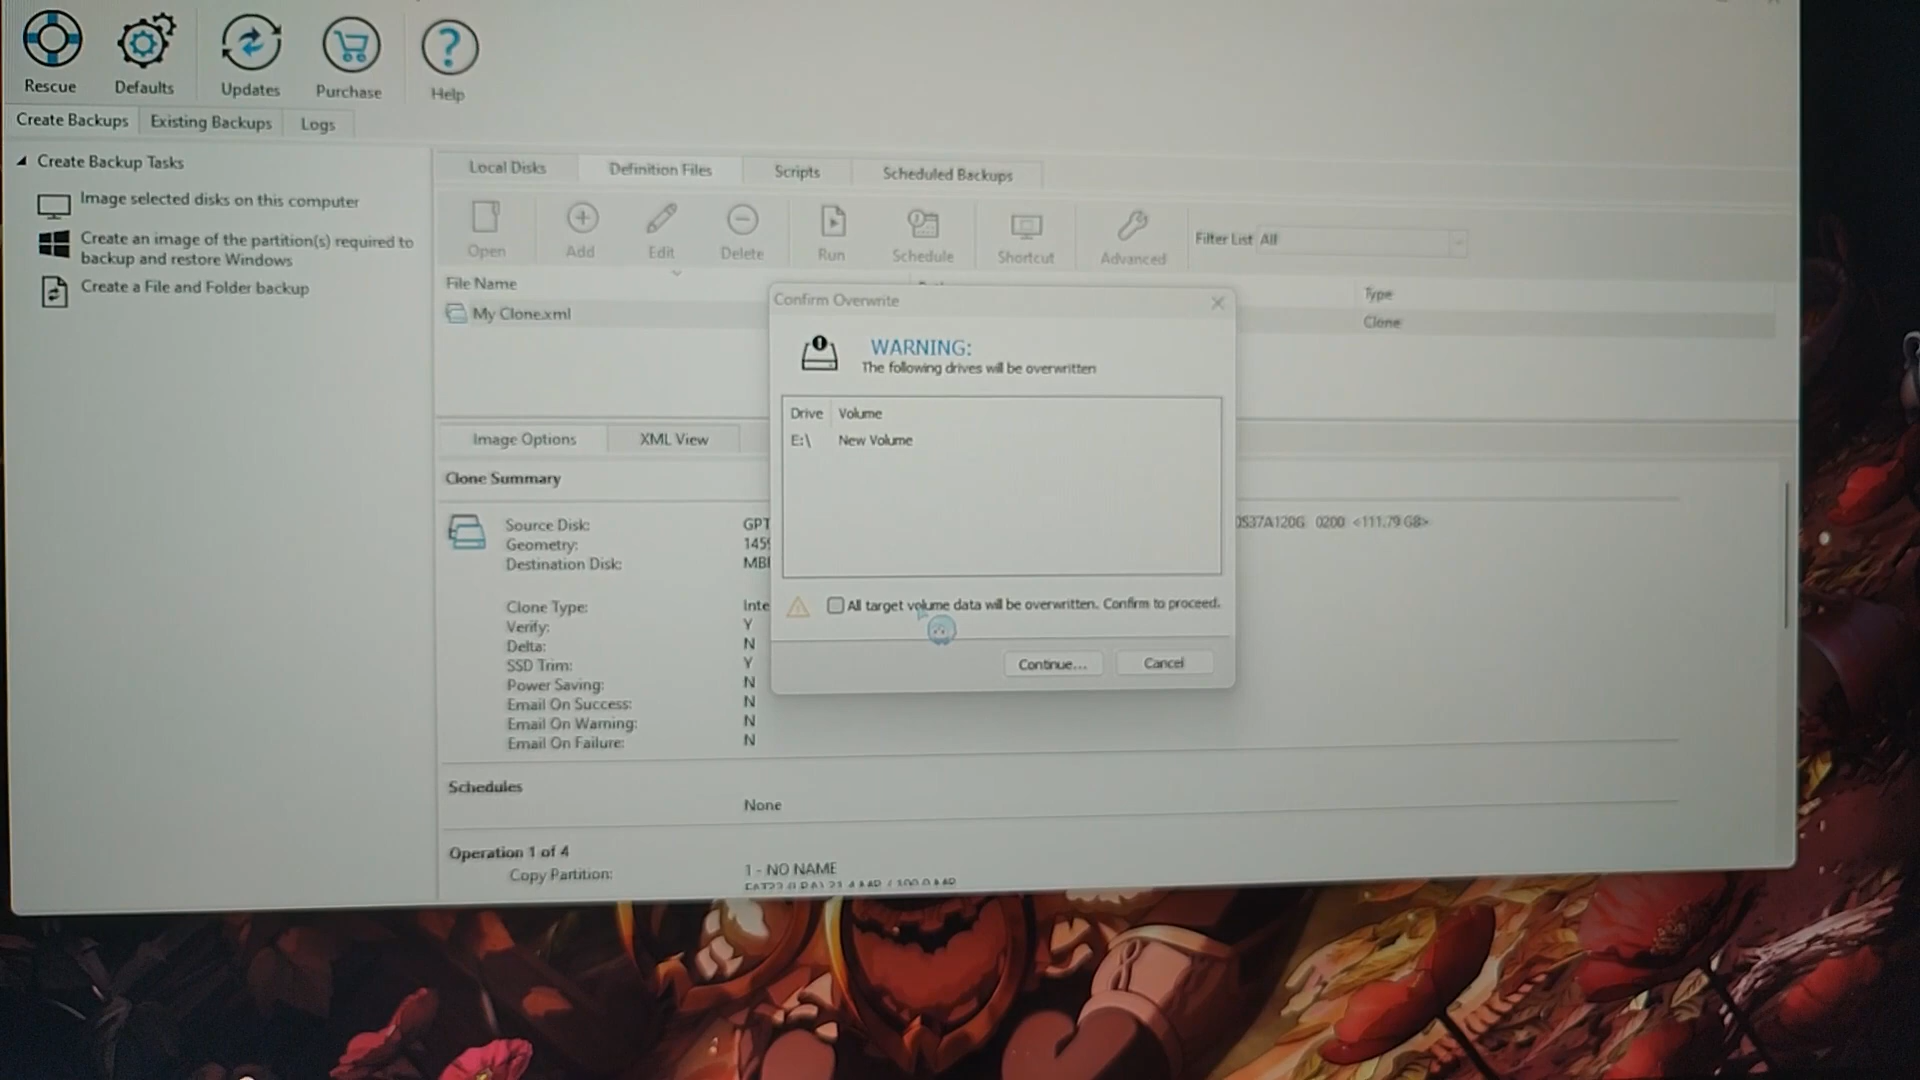 Rescue
Defaults
Updates
Purchase
Help
Create Backups
Existing Backups
Logs
Create Backup Tasks
Image selected disks on this computer
Create an image of the partition(s) required to
backup and restore Windows
Create a File and Folder backup
Local Disks
Definition Files
Scripts
Scheduled Backups
Open
Add
Edit
Delete
Run
Schedule
Shortcut
Advanced
Filter List All
File Name
Type
My Clone.xml
Clone
Confirm Overwrite
WARNING:
The following drives will be overwritten
Drive Volume
E:\ New Volume
All target volume data will be overwritten. Confirm to proceed.
Continue...
Cancel
Image Options
XML View
Clone Summary
Source Disk: GPT
0200 <111.79 GB>
Geometry: 145
Destination Disk:
Clone Type: Inte
Verify: Y
Delta: N
SSD Trim: Y
Power Saving: N
Email On Success: N
Email On Warning: N
Email On Failure: N
Schedules
None
Operation 1 of 4
Copy Partition: 1 - NO NAME